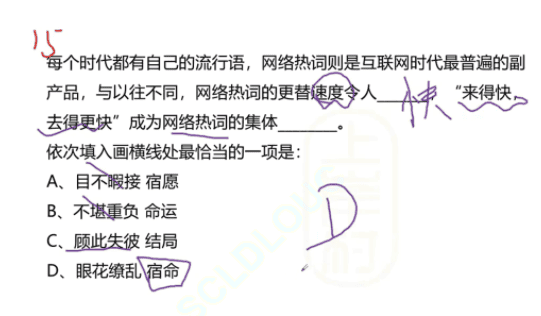 15
每个时代都有自己的流行语，网络热词则是互联网时代最普遍的副
产品，与以往不同，网络热词的更替速度令人______，“来得快，
快
去得更快”成为网络热词的集体______。
依次填入画横线处最恰当的一项是：
A、目不暇接 宿愿
B、不堪重负 命运
C、顾此失彼 结局
D、眼花缭乱 宿命
D